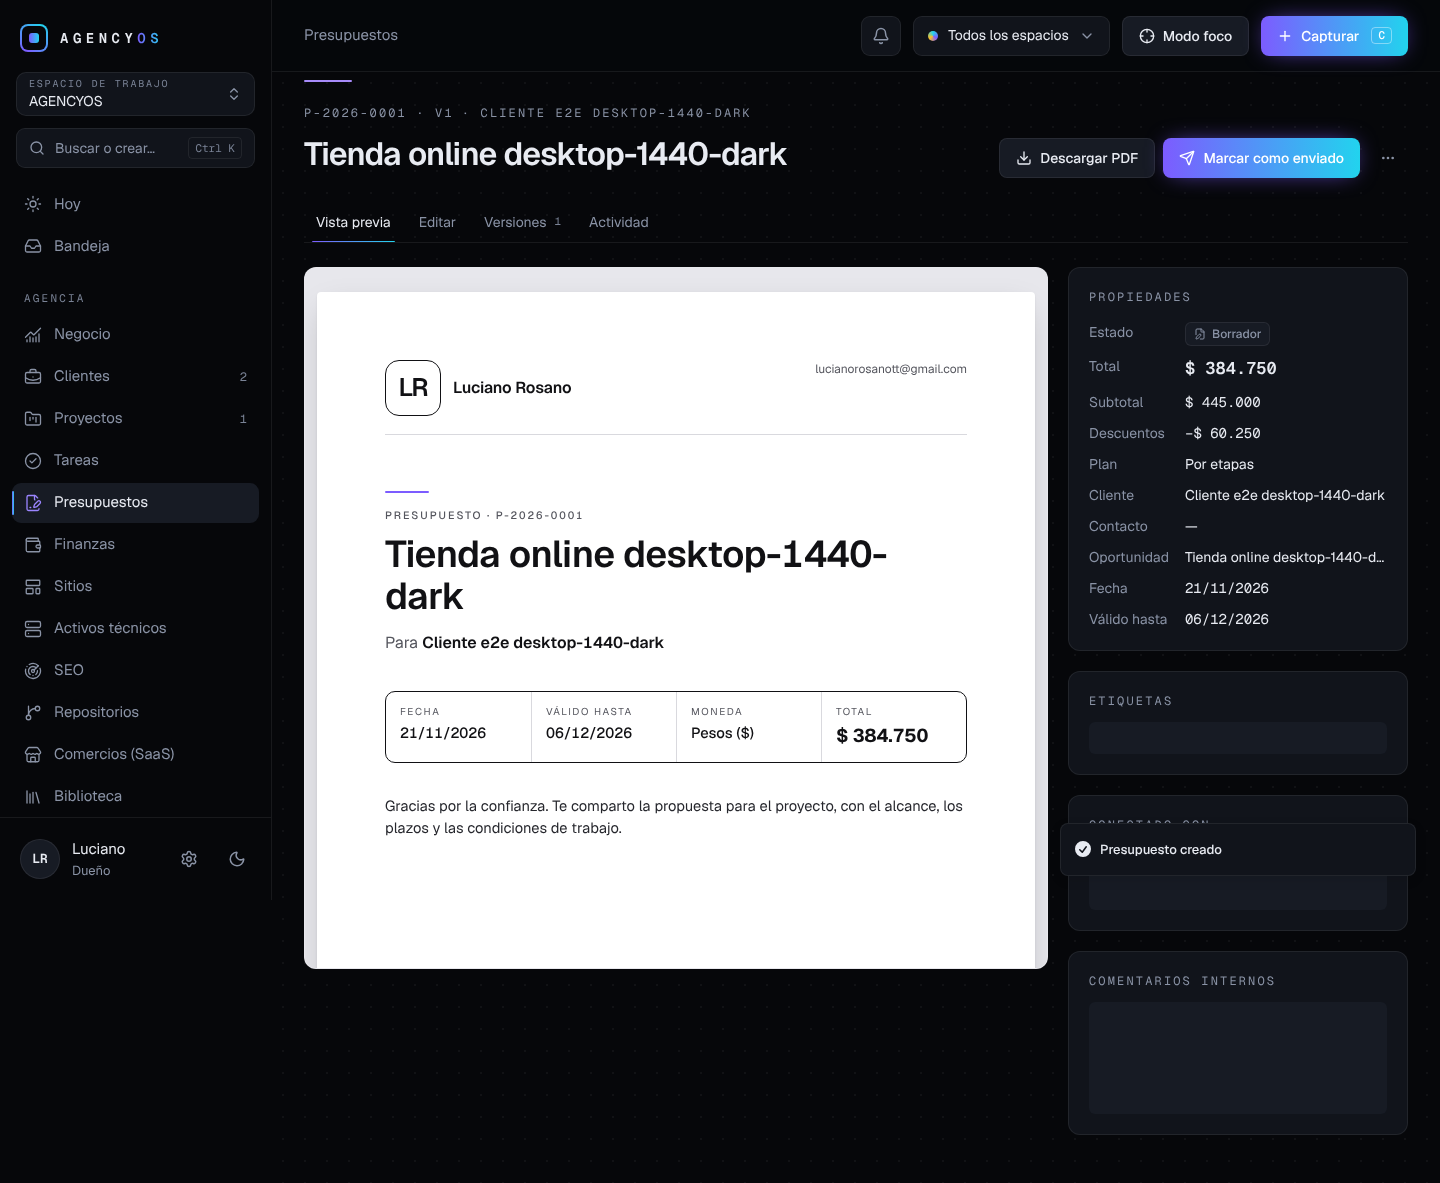 AGENCYOS
ESPACIO DE TRABAJO
AGENCYOS
Buscar o crear...
Ctrl K
Hoy
Bandeja
AGENCIA
Negocio
Clientes 2
Proyectos 1
Tareas
Presupuestos
Finanzas
Sitios
Activos técnicos
SEO
Repositorios
Comercios (SaaS)
Biblioteca
LR
Luciano
Dueño
Presupuestos
Todos los espacios
Modo foco
Capturar C
P-2026-0001 · V1 · CLIENTE E2E DESKTOP-1440-DARK
Tienda online desktop-1440-dark
Descargar PDF
Marcar como enviado
Vista previa
Editar
Versiones 1
Actividad
LR
Luciano Rosano
lucianorosanott@gmail.com
PRESUPUESTO · P-2026-0001
Tienda online desktop-1440-
dark
Para Cliente e2e desktop-1440-dark
FECHA
21/11/2026
VÁLIDO HASTA
06/12/2026
MONEDA
Pesos ($)
TOTAL
$ 384.750
Gracias por la confianza. Te comparto la propuesta para el proyecto, con el alcance, los
plazos y las condiciones de trabajo.
PROPIEDADES
Estado Borrador
Total $ 384.750
Subtotal $ 445.000
Descuentos -$ 60.250
Plan Por etapas
Cliente Cliente e2e desktop-1440-dark
Contacto —
Oportunidad Tienda online desktop-1440-d...
Fecha 21/11/2026
Válido hasta 06/12/2026
ETIQUETAS
CONECTADO CON
Presupuesto creado
COMENTARIOS INTERNOS